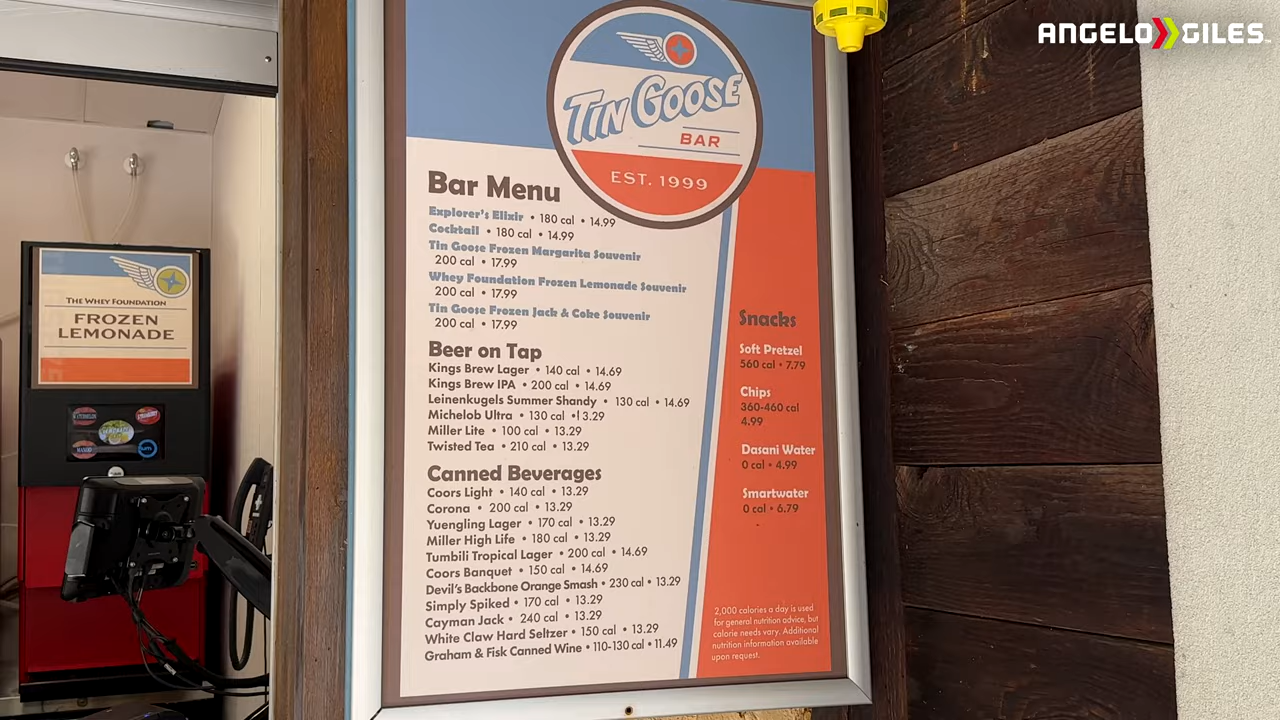 ANGELO GILES
TIN GOOSE
BAR
EST. 1999
Bar Menu
Explorer's Elixir • 180 cal • 14.99
Cocktail • 180 cal • 14.99
Tin Goose Frozen Margarita Souvenir
200 cal • 17.99
Whey Foundation Frozen Lemonade Souvenir
200 cal • 17.99
Tin Goose Frozen Jack & Coke Souvenir
200 cal • 17.99
Beer on Tap
Kings Brew Lager • 140 cal • 14.69
Kings Brew IPA • 200 cal • 14.69
Leinenkugels Summer Shandy • 130 cal • 14.69
Michelob Ultra • 130 cal •13.29
Miller Lite • 100 cal • 13.29
Twisted Tea • 210 cal • 13.29
Canned Beverages
Coors Light • 140 cal • 13.29
Corona • 200 cal • 13.29
Yuengling Lager • 170 cal • 13.29
Miller High Life • 180 cal • 13.29
Tumbili Tropical Lager • 200 cal • 14.69
Coors Banquet • 150 cal • 14.69
Devil's Backbone Orange Smash • 230 cal • 13.29
Simply Spiked • 170 cal • 13.29
Cayman Jack • 240 cal • 13.29
White Claw Hard Seltzer • 150 cal • 13.29
Graham & Fisk Canned Wine • 110-130 cal • 11.49
Snacks
Soft Pretzel
560 cal • 7.79
Chips
360-460 cal
4.99
Dasani Water
0 cal • 4.99
Smartwater
0 cal • 6.79
2,000 calories a day is used
for general nutrition advice, but
calorie needs vary. Additional
nutrition information available
upon request.
THE WHEY FOUNDATION
FROZEN
LEMONADE